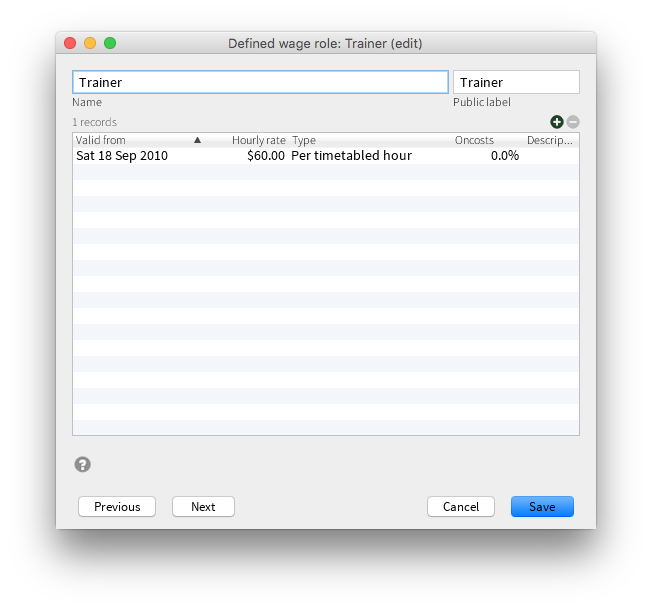 Defined wage role: Trainer (edit)
Trainer Trainer
Name Public label
1 records
Valid from Hourly rate Type Oncosts Descrip...
Sat 18 Sep 2010 $60.00 Per timetabled hour 0.0%
?
Previous Next Cancel Save